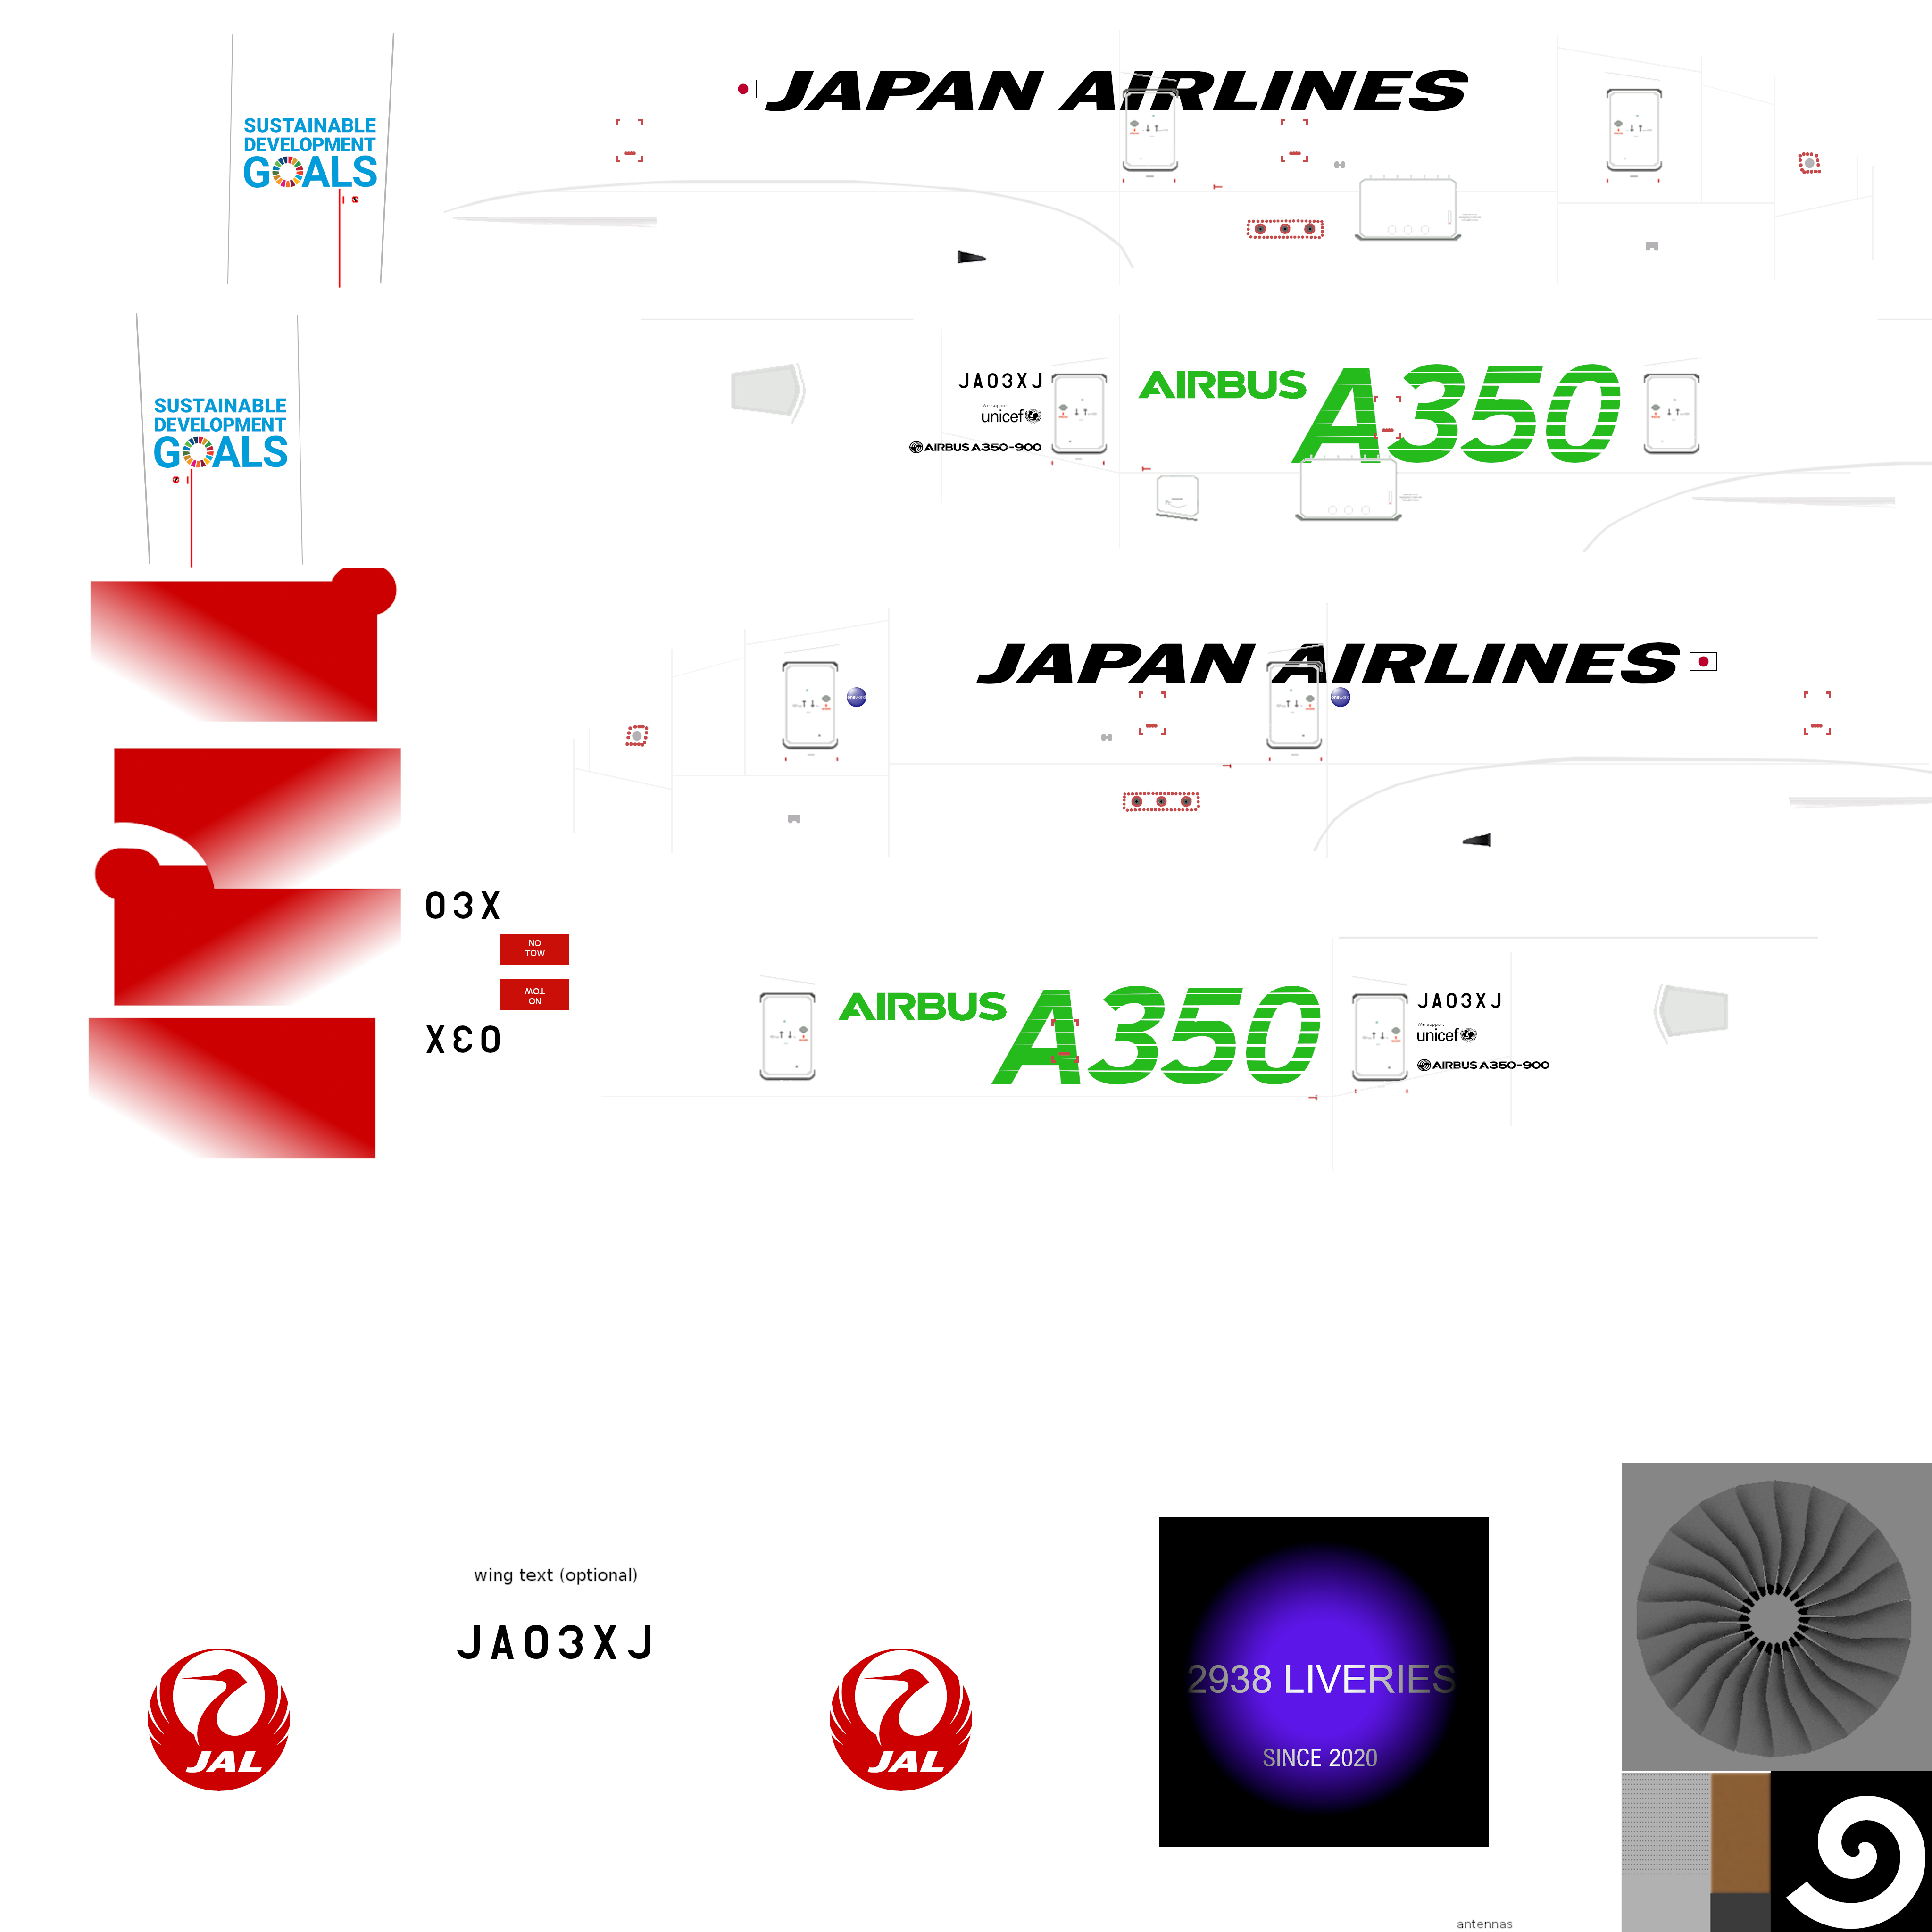 JAPAN AIRLINES
SUSTAINABLE
DEVELOPMENT
GOALS
JA03XJ
We support
unicef
AIRBUS A350-900
AIRBUS A350
SUSTAINABLE
DEVELOPMENT
GOALS
JAPAN AIRLINES
03X
NO
TOW
NO
TOW
03X
AIRBUS A350
JA03XJ
We support
unicef
AIRBUS A350-900
wing text (optional)
JA03XJ
JAL
JAL
2938 LIVERIES
SINCE 2020
antennas